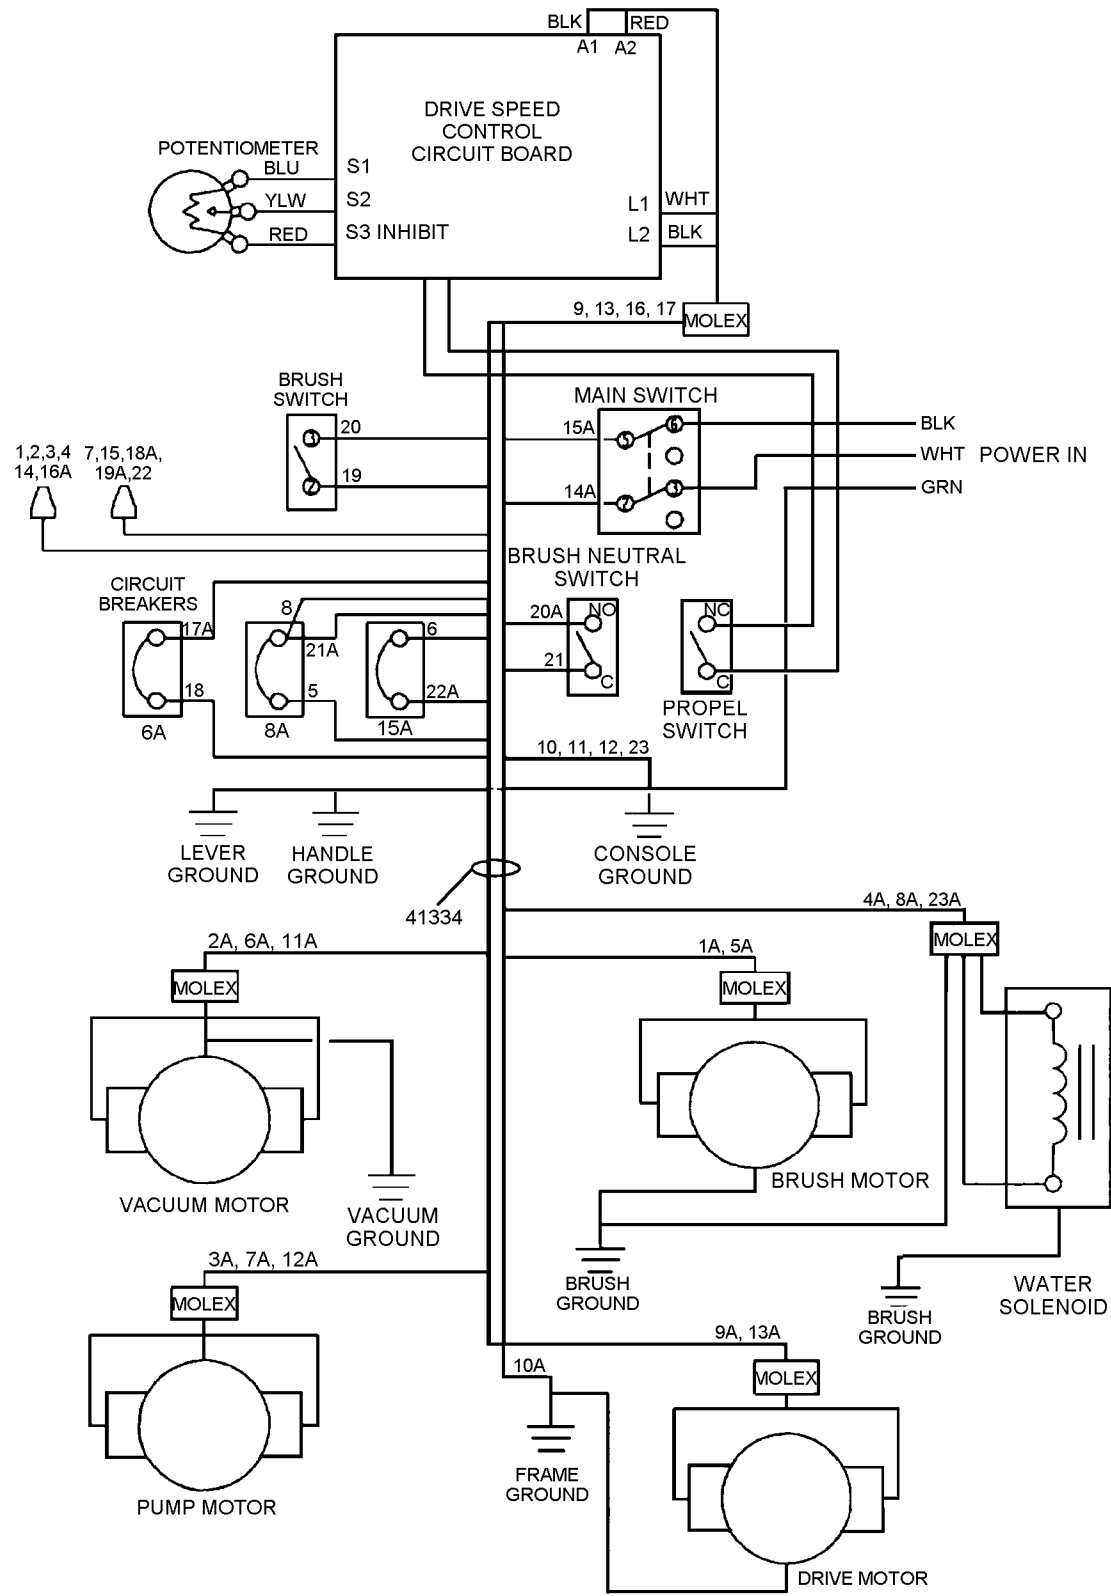 BLK RED
A1 A2
DRIVE SPEED
CONTROL
CIRCUIT BOARD
POTENTIOMETER
BLU
S1
YLW
S2
RED
S3 INHIBIT
L1 WHT
L2 BLK
9, 13, 16, 17
MOLEX
BRUSH
SWITCH
20
3
19
2
MAIN SWITCH
15A
5
6
14A
2
3
BLK
WHT POWER IN
GRN
1,2,3,4
14,16A
7,15,18A,
19A,22
CIRCUIT
BREAKERS
17A
18
6A
8
21A
5
8A
6
22A
15A
BRUSH NEUTRAL
SWITCH
20A
NO
21
C
NC
C
PROPEL
SWITCH
10, 11, 12, 23
LEVER
GROUND
HANDLE
GROUND
CONSOLE
GROUND
41334
4A, 8A, 23A
MOLEX
2A, 6A, 11A
MOLEX
1A, 5A
MOLEX
VACUUM MOTOR
VACUUM
GROUND
BRUSH MOTOR
BRUSH
GROUND
WATER
SOLENOID
BRUSH
GROUND
3A, 7A, 12A
MOLEX
PUMP MOTOR
9A, 13A
MOLEX
10A
FRAME
GROUND
DRIVE MOTOR